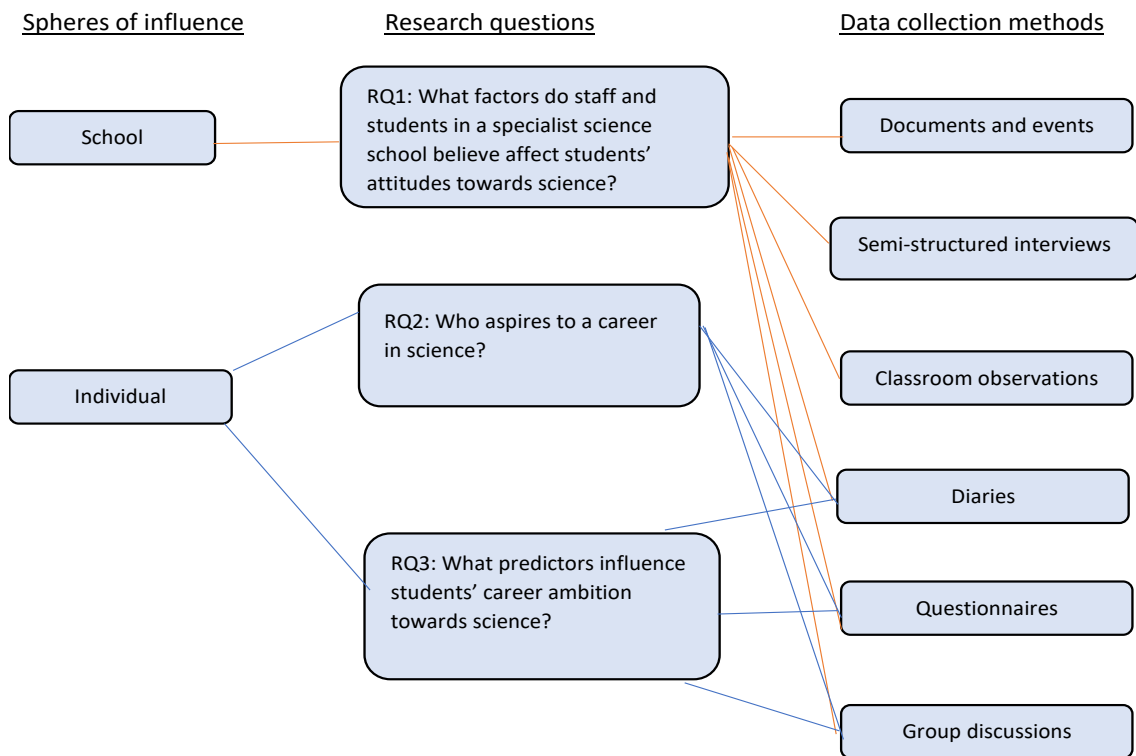 Spheres of influence
Research questions
Data collection methods
School
RQ1: What factors do staff and
students in a specialist science
school believe affect students’
attitudes towards science?
Documents and events
Semi-structured interviews
Individual
RQ2: Who aspires to a career
in science?
Classroom observations
Diaries
RQ3: What predictors influence
students’ career ambition
towards science?
Questionnaires
Group discussions